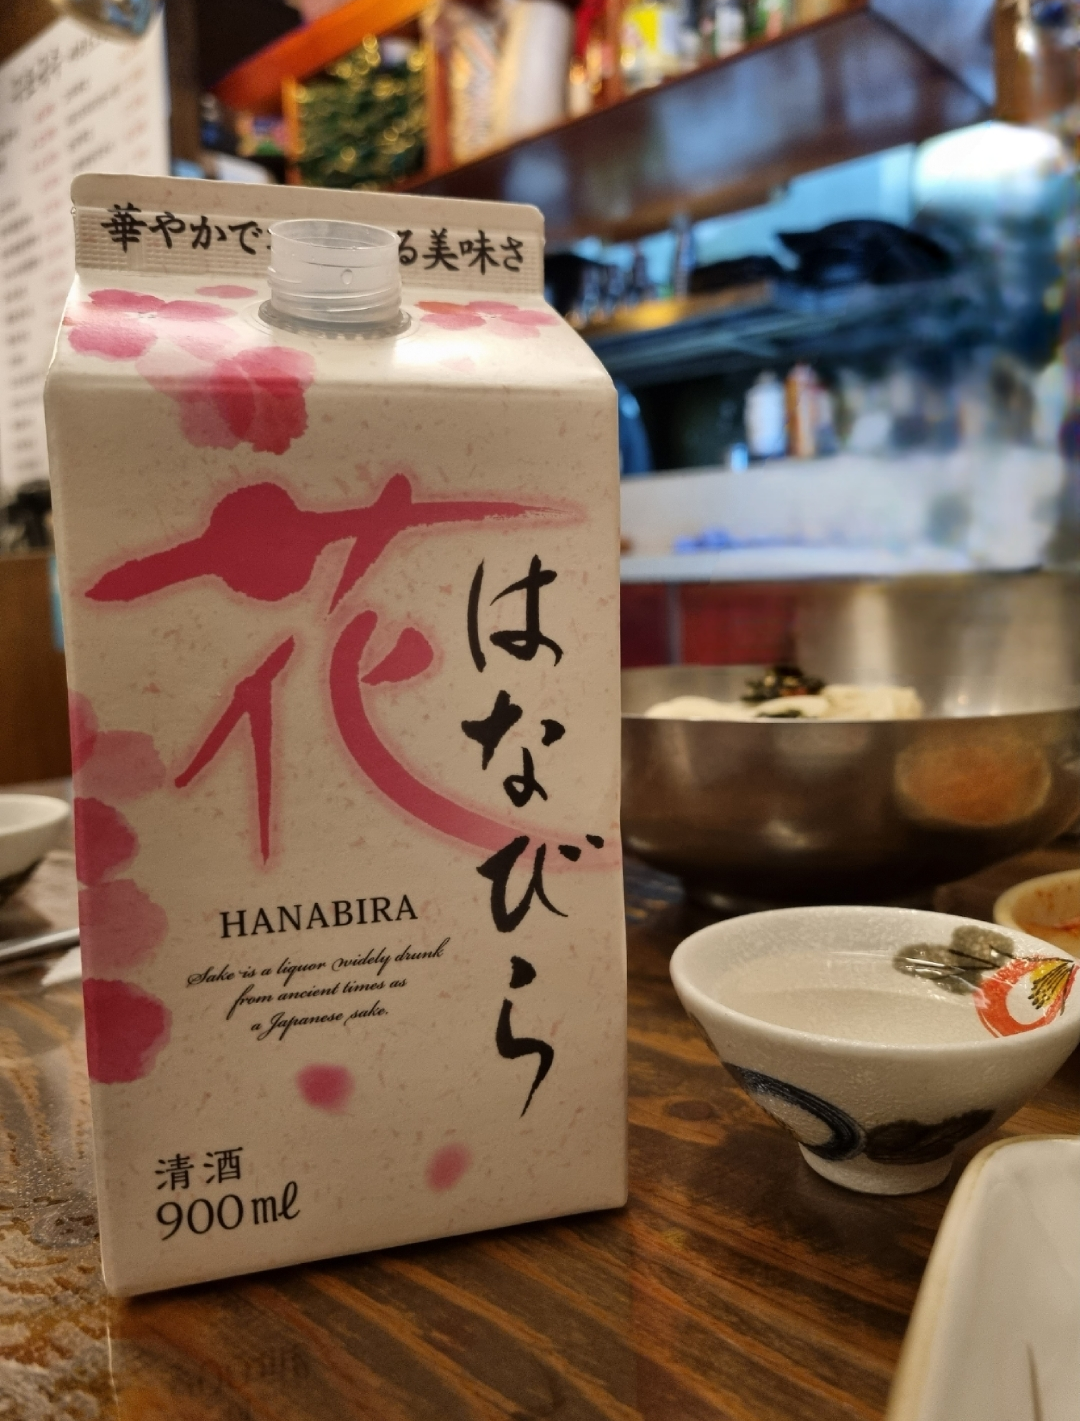 華やかで
る美味さ
花
はなびら
HANABIRA
Sake is a liquor widely drunk
from ancient times as
a Japanese sake.
清酒
900ml